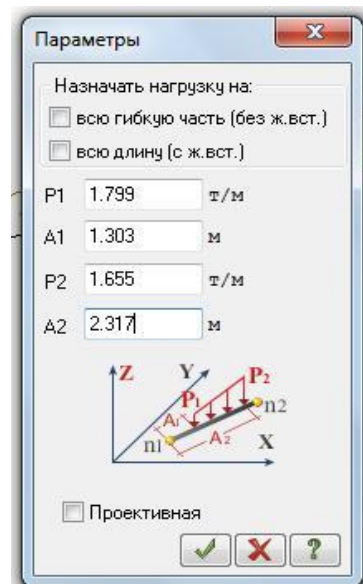 Параметры
Назначать нагрузку на:
всю гибкую часть (без ж.вст.)
всю длину (с ж.вст.)
P1 1.799 т/м
A1 1.303 м
P2 1.655 т/м
A2 2.317 м
Z Y P1 P2
A1 A2 n1 n2 X
Проективная
?